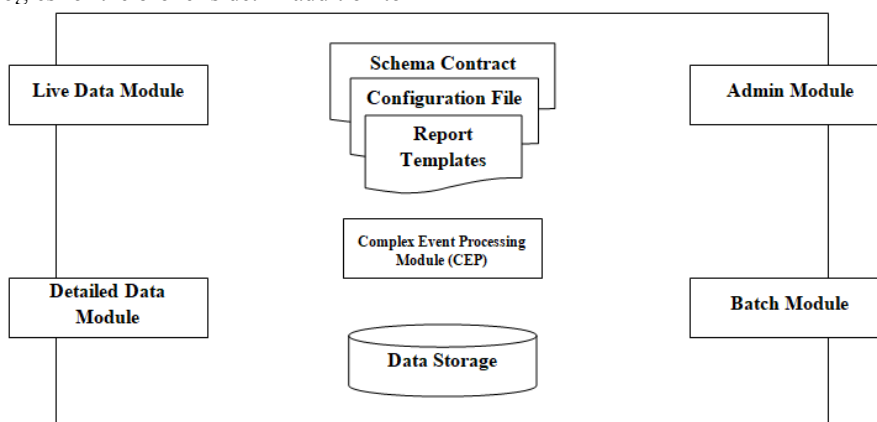 Schema Contract
Live Data Module
Configuration File
Admin Module
Report
Templates
Complex Event Processing
Module (CEP)
Detailed Data
Module
Batch Module
Data Storage